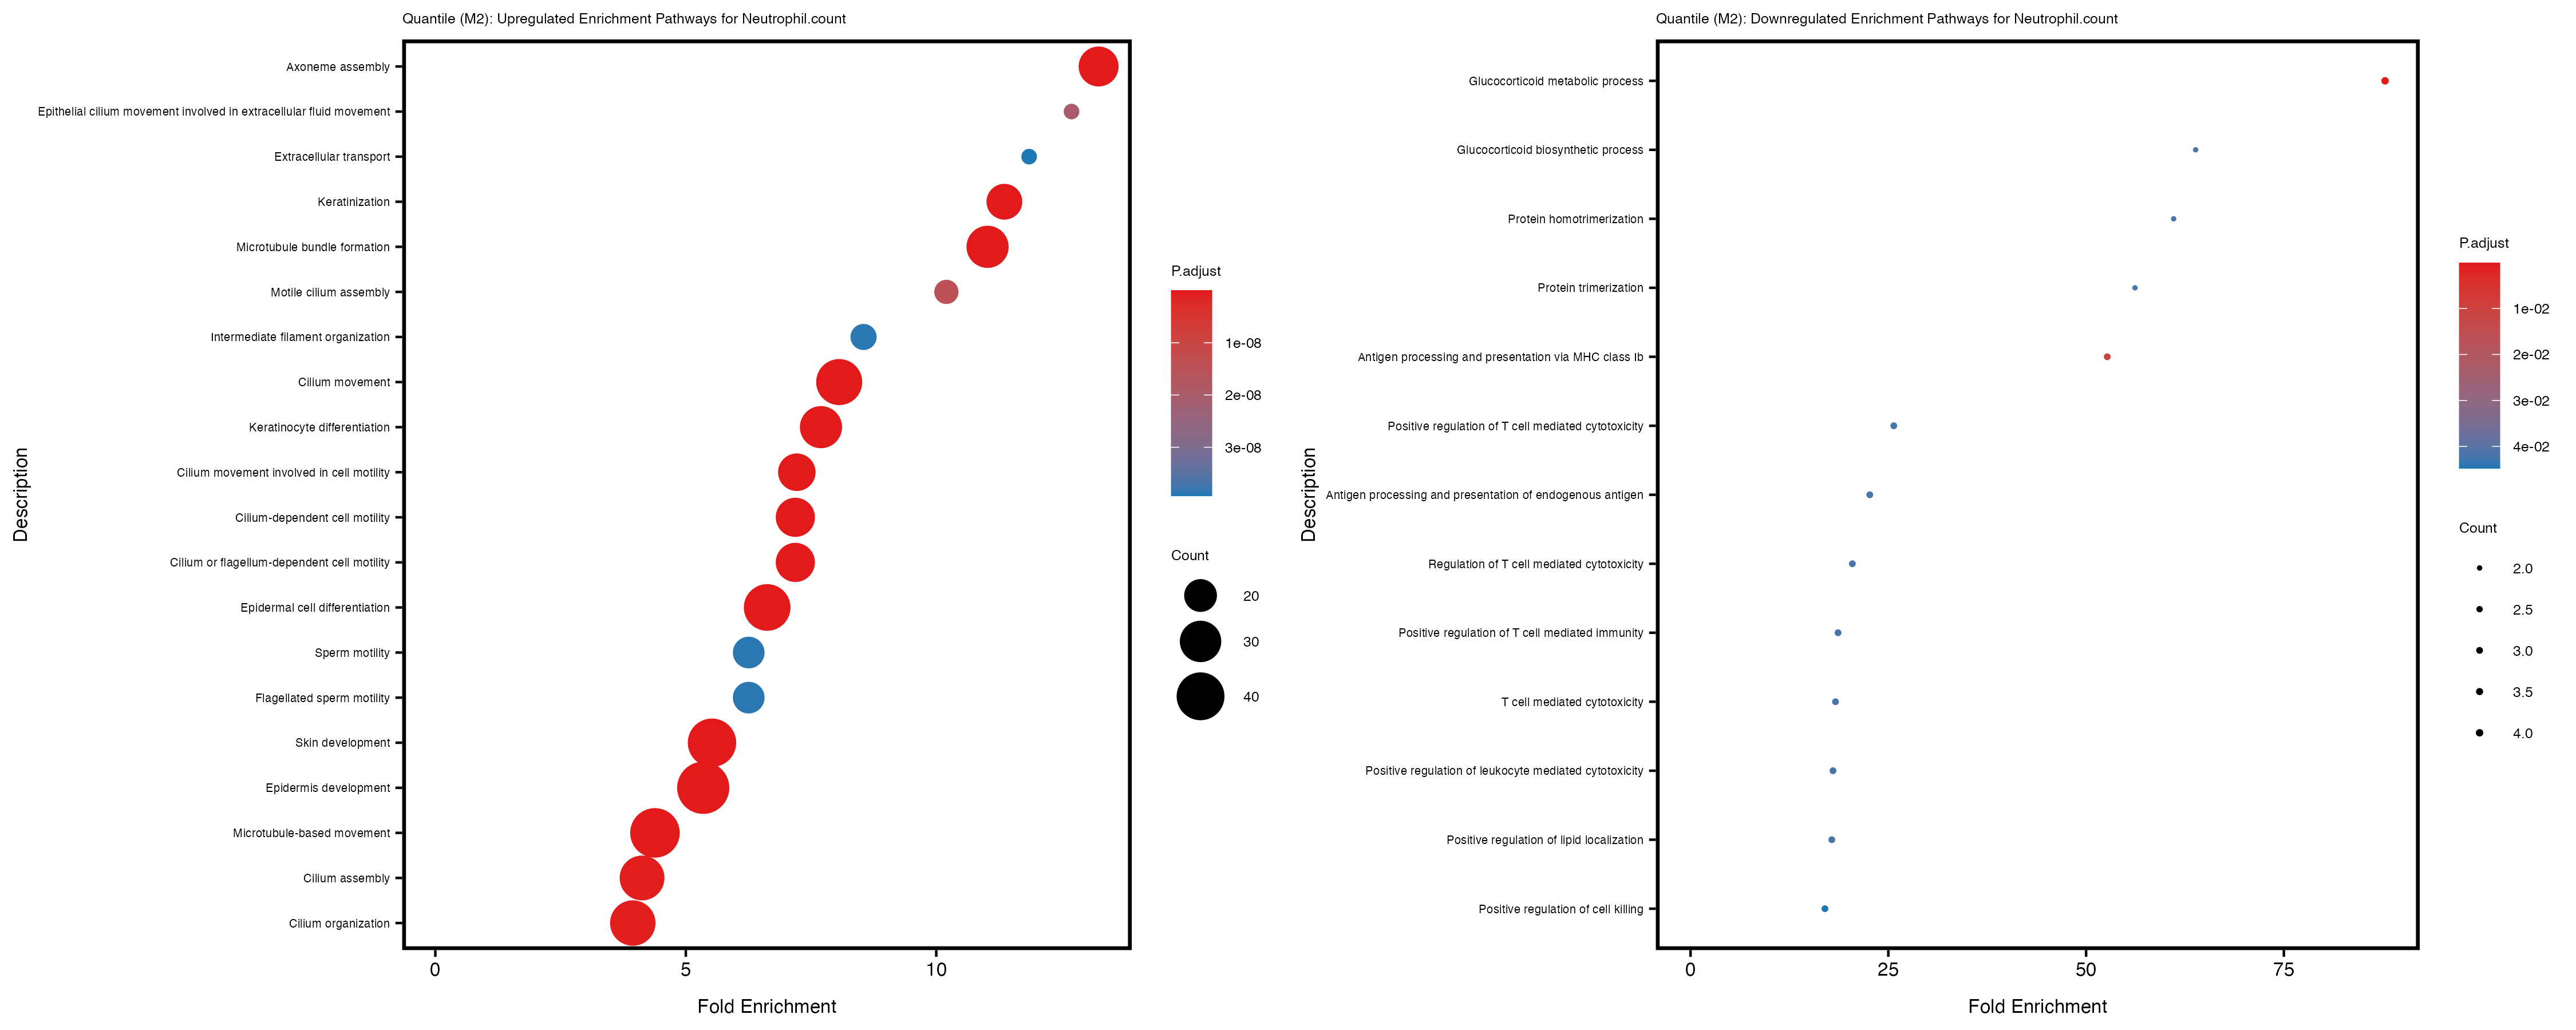 Quantile (M2): Upregulated Enrichment Pathways for Neutrophil.count
Description
Axoneme assembly
Epithelial cilium movement involved in extracellular fluid movement
Extracellular transport
Keratinization
Microtubule bundle formation
Motile cilium assembly
Intermediate filament organization
Cilium movement
Keratinocyte differentiation
Cilium movement involved in cell motility
Cilium-dependent cell motility
Cilium or flagellum-dependent cell motility
Epidermal cell differentiation
Sperm motility
Flagellated sperm motility
Skin development
Epidermis development
Microtubule-based movement
Cilium assembly
Cilium organization
0 5 10
Fold Enrichment
P.adjust
1e-08
2e-08
3e-08
Count
20
30
40
Quantile (M2): Downregulated Enrichment Pathways for Neutrophil.count
Description
Glucocorticoid metabolic process
Glucocorticoid biosynthetic process
Protein homotrimerization
Protein trimerization
Antigen processing and presentation via MHC class Ib
Positive regulation of T cell mediated cytotoxicity
Antigen processing and presentation of endogenous antigen
Regulation of T cell mediated cytotoxicity
Positive regulation of T cell mediated immunity
T cell mediated cytotoxicity
Positive regulation of leukocyte mediated cytotoxicity
Positive regulation of lipid localization
Positive regulation of cell killing
0 25 50 75
Fold Enrichment
P.adjust
1e-02
2e-02
3e-02
4e-02
Count
2.0
2.5
3.0
3.5
4.0